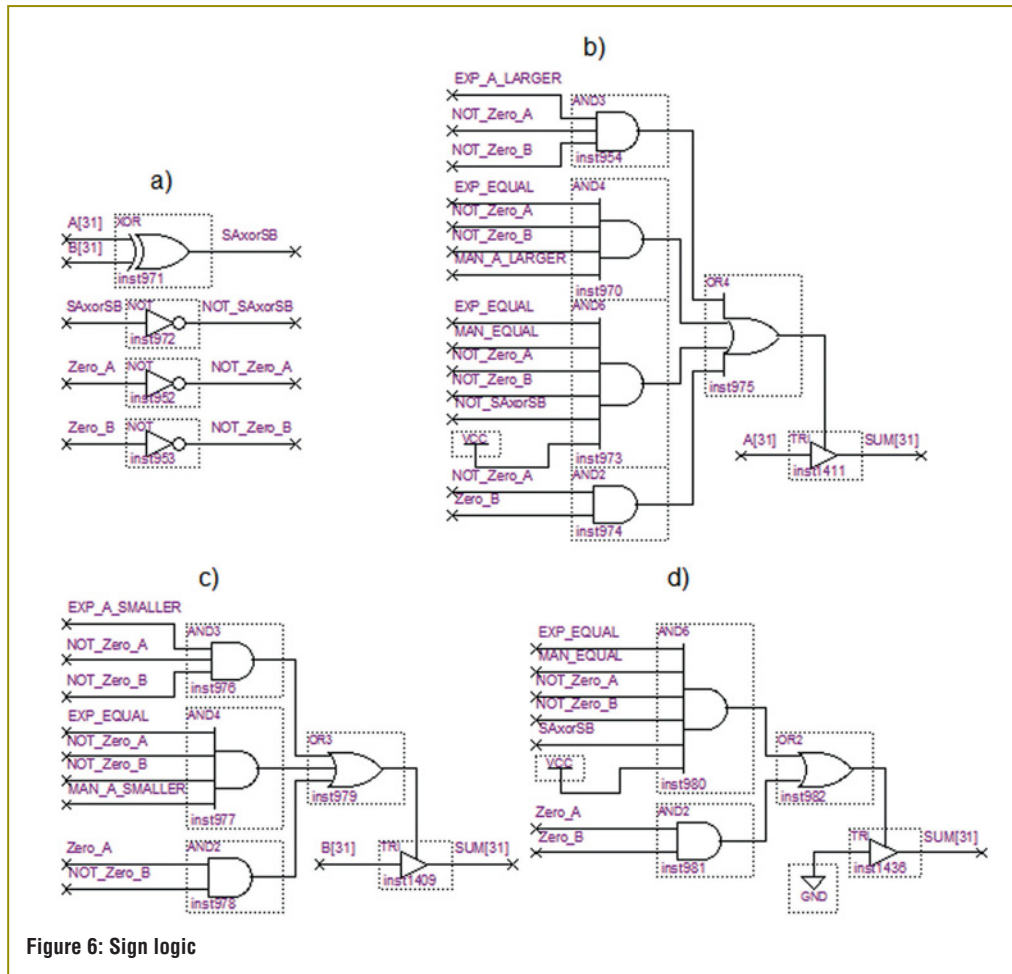 a)
A[31]
B[31]
XOR
SAxorSB
inst971
SAxorSB
NOT
NOT_SAxorSB
inst972
Zero_A
NOT
NOT_Zero_A
inst952
Zero_B
NOT
NOT_Zero_B
inst953
b)
EXP_A_LARGER
NOT_Zero_A
NOT_Zero_B
AND3
inst954
EXP_EQUAL
NOT_Zero_A
NOT_Zero_B
MAN_A_LARGER
AND4
inst970
EXP_EQUAL
MAN_EQUAL
NOT_Zero_A
NOT_Zero_B
NOT_SAxorSB
VCC
AND6
inst973
NOT_Zero_A
Zero_B
AND2
inst974
OR4
inst975
A[31]
TRI
SUM[31]
inst1411
c)
EXP_A_SMALLER
NOT_Zero_A
NOT_Zero_B
AND3
inst976
EXP_EQUAL
NOT_Zero_A
NOT_Zero_B
MAN_A_SMALLER
AND4
inst977
Zero_A
NOT_Zero_B
AND2
inst978
OR3
inst979
B[31]
TRI
SUM[31]
inst1409
d)
EXP_EQUAL
MAN_EQUAL
NOT_Zero_A
NOT_Zero_B
SAxorSB
VCC
AND6
inst980
Zero_A
Zero_B
AND2
inst981
OR2
inst982
TRI
SUM[31]
inst1436
GND
Figure 6: Sign logic